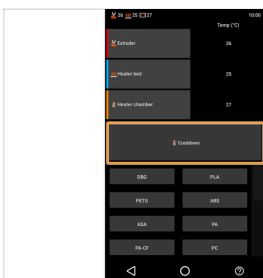 26 25 27 10:00
Temp (°C)
Extruder 26
Heater bed 25
Heater chamber 27
Cooldown
DBG PLA
PETG ABS
ASA PA
PA-CF PC